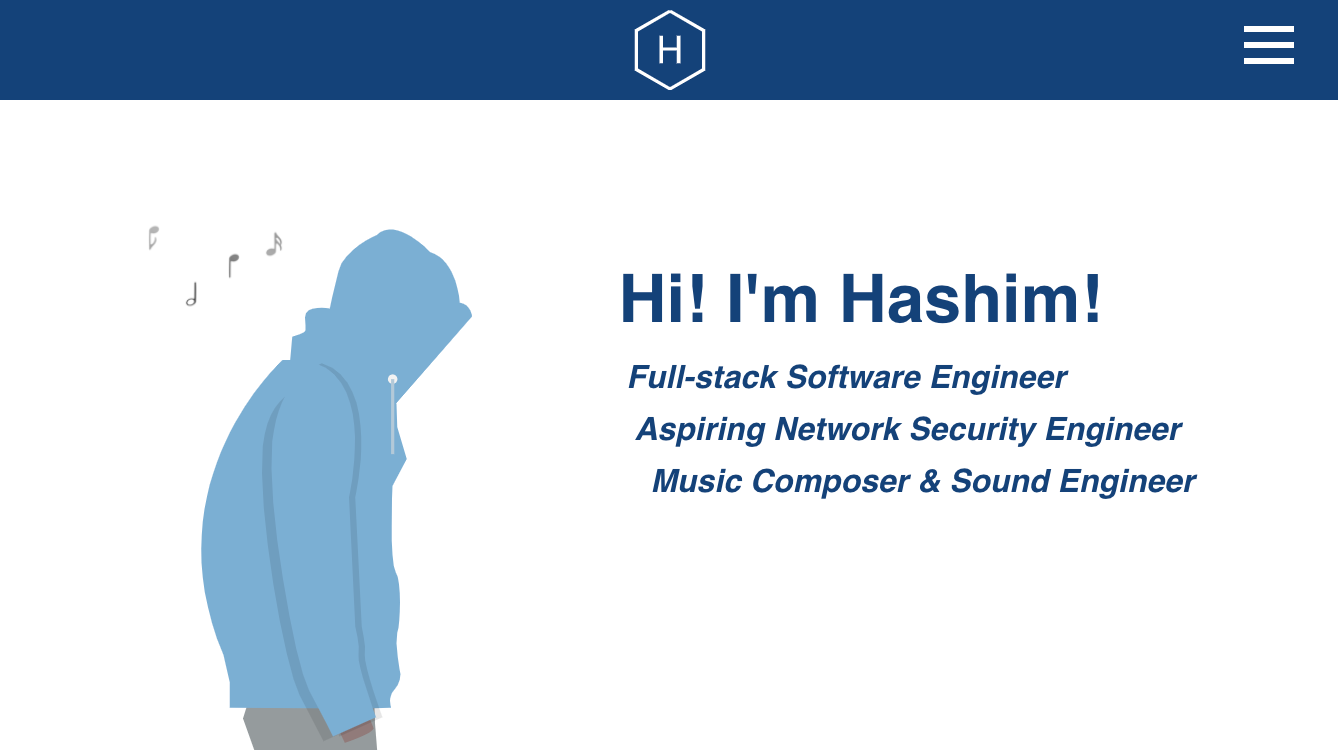 H
Hi! I'm Hashim!
Full-stack Software Engineer
Aspiring Network Security Engineer
Music Composer & Sound Engineer